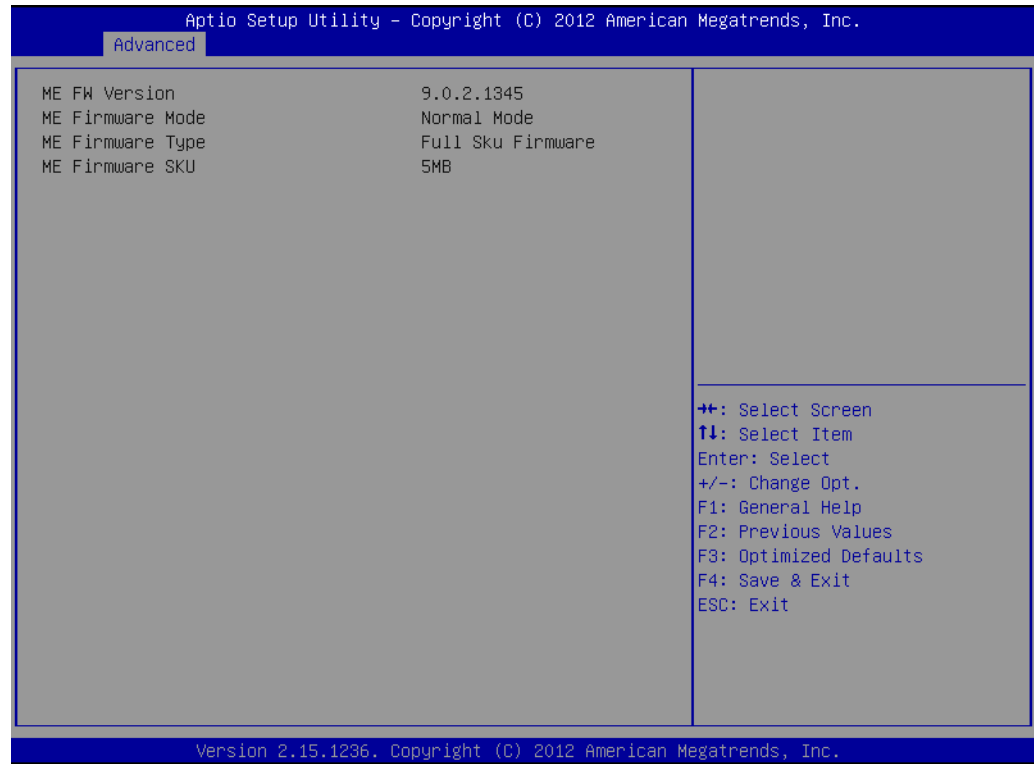 Aptio Setup Utility – Copyright (C) 2012 American Megatrends, Inc.
Advanced
ME FW Version 9.0.2.1345
ME Firmware Mode Normal Mode
ME Firmware Type Full Sku Firmware
ME Firmware SKU 5MB
→←: Select Screen
↑↓: Select Item
Enter: Select
+/-: Change Opt.
F1: General Help
F2: Previous Values
F3: Optimized Defaults
F4: Save & Exit
ESC: Exit
Version 2.15.1236. Copyright (C) 2012 American Megatrends, Inc.